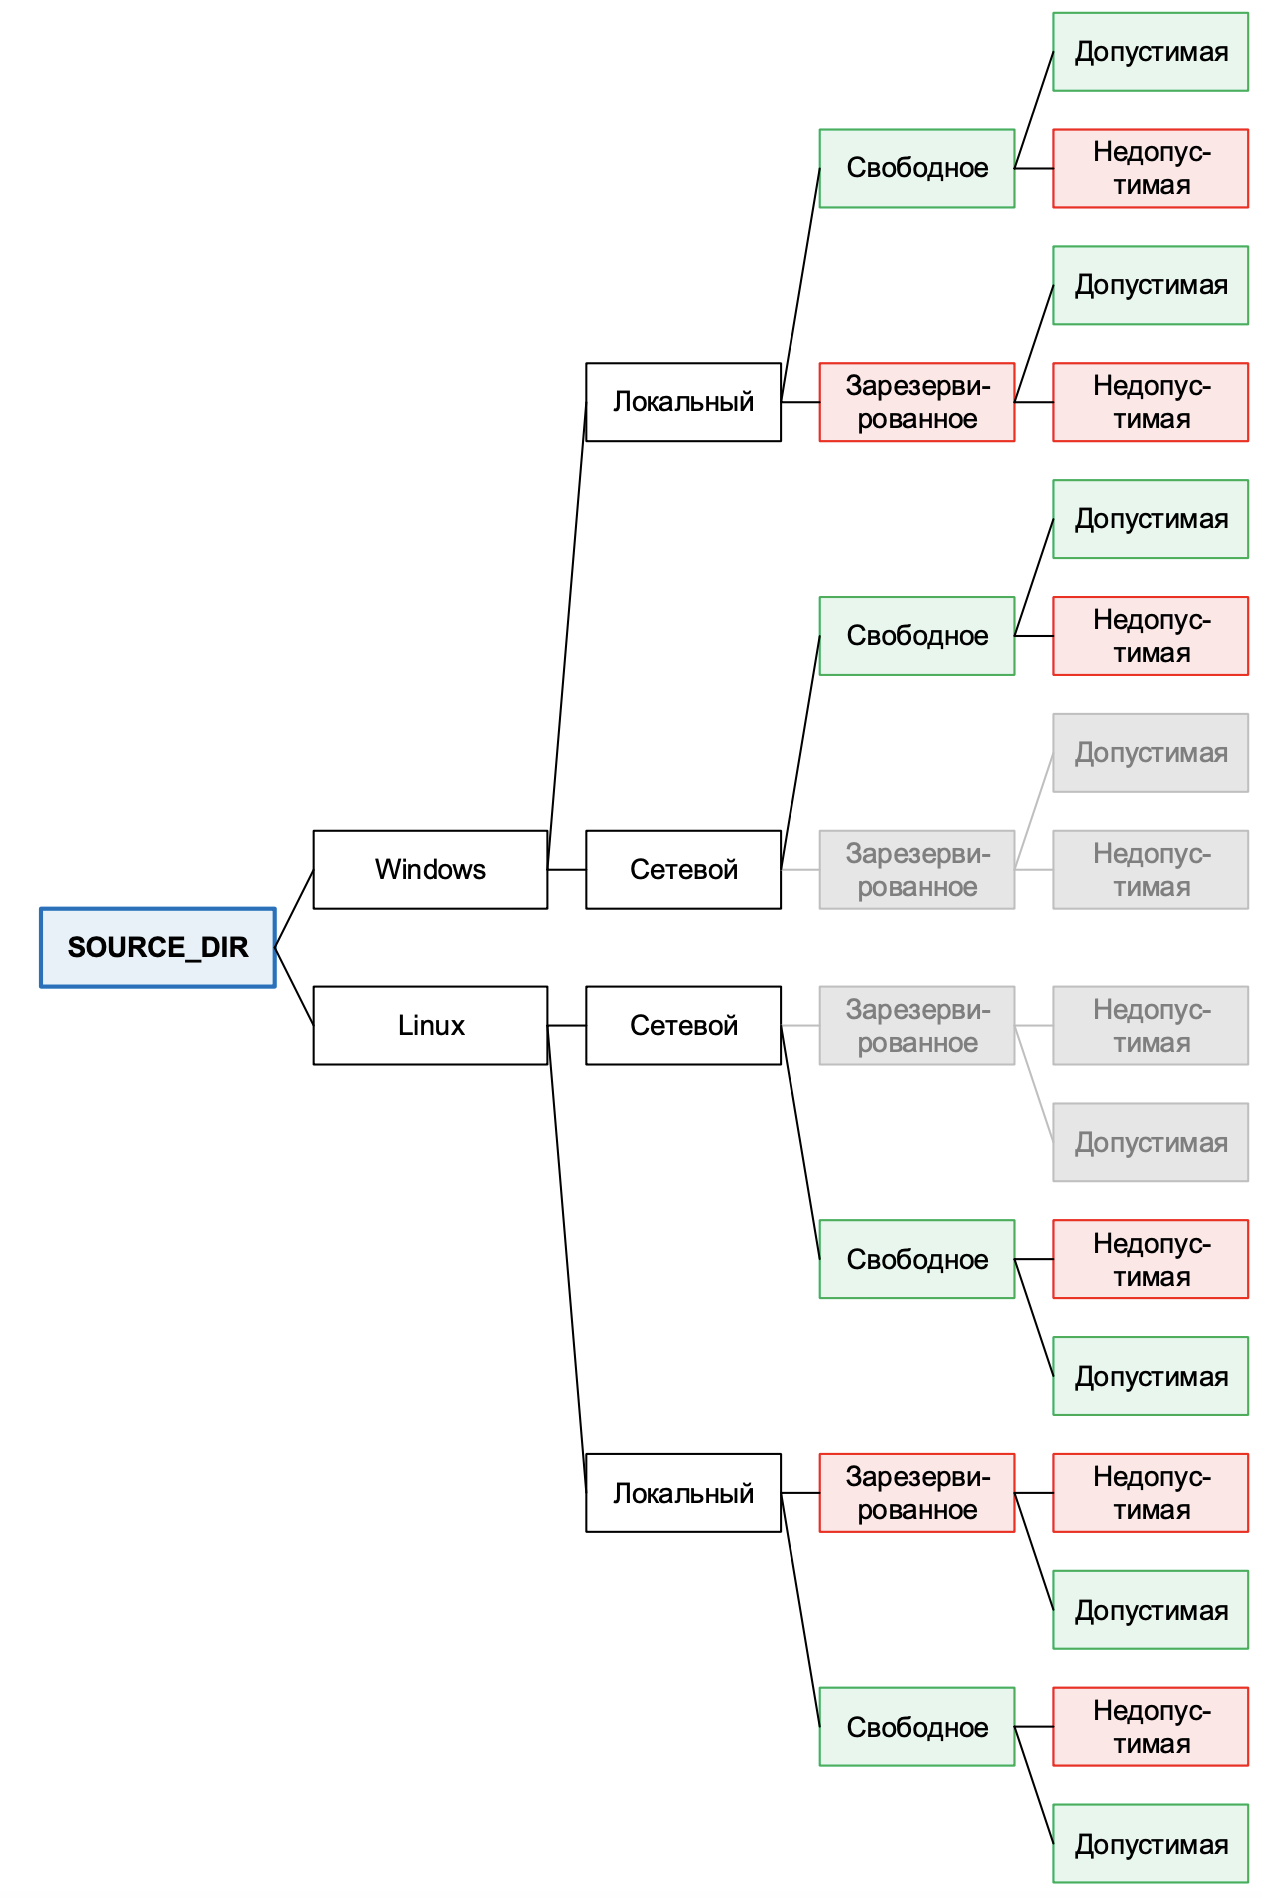 Допустимая
Свободное
Недопус-
тимая
Допустимая
Локальный
Зарезерви-
рованное
Недопус-
тимая
Допустимая
Свободное
Недопус-
тимая
Допустимая
Windows
Сетевой
Зарезерви-
рованное
Недопус-
тимая
SOURCE_DIR
Linux
Сетевой
Зарезерви-
рованное
Недопус-
тимая
Допустимая
Свободное
Недопус-
тимая
Допустимая
Локальный
Зарезерви-
рованное
Недопус-
тимая
Допустимая
Свободное
Недопус-
тимая
Допустимая